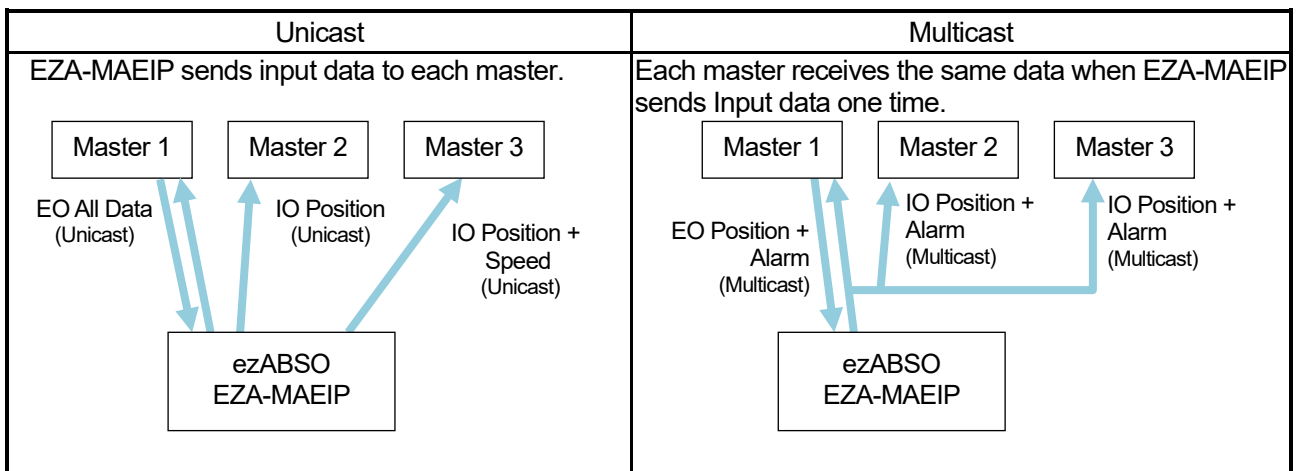 Unicast
Multicast
EZA-MAEIP sends input data to each master.
Each master receives the same data when EZA-MAEIP
sends Input data one time.
Master 1
Master 2
Master 3
EO All Data
(Unicast)
IO Position
(Unicast)
IO Position +
Speed
(Unicast)
ezABSO
EZA-MAEIP
Master 1
Master 2
Master 3
EO Position +
Alarm
(Multicast)
IO Position +
Alarm
(Multicast)
IO Position +
Alarm
(Multicast)
ezABSO
EZA-MAEIP